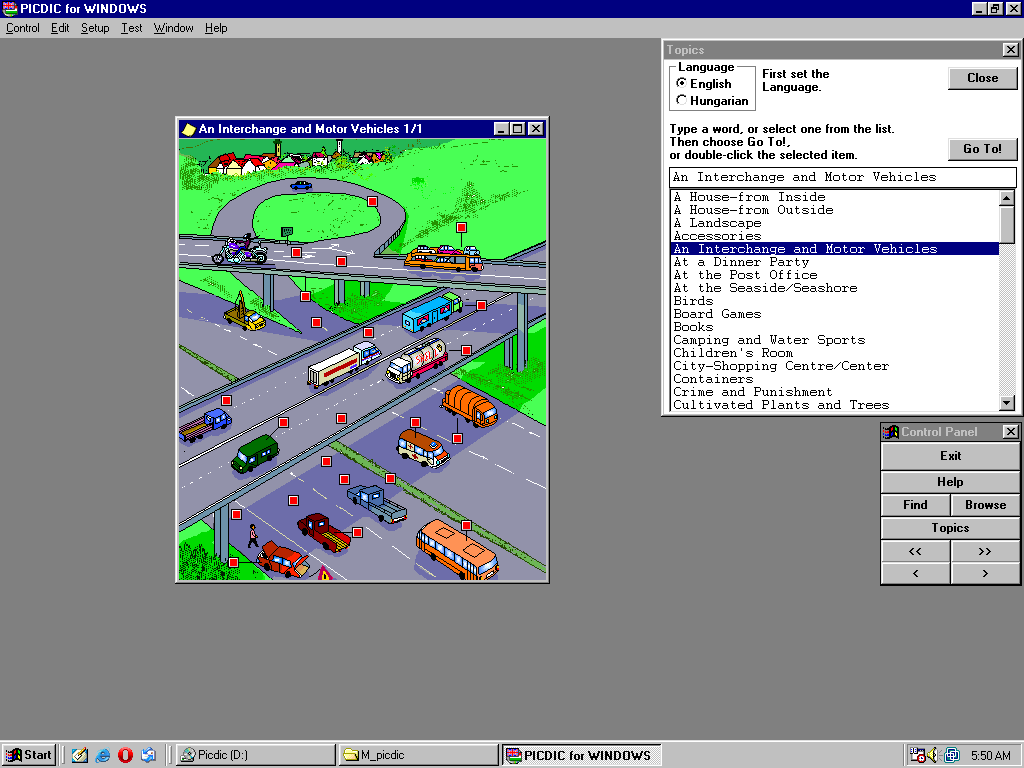 PICDIC for WINDOWS
Control Edit Setup Test Window Help
An Interchange and Motor Vehicles 1/1
Topics
Language
English
Hungarian
First set the
Language.
Close
Type a word, or select one from the list.
Then choose Go To!,
or double-click the selected item.
Go To!
An Interchange and Motor Vehicles
A House-from Inside
A House-from Outside
A Landscape
Accessories
An Interchange and Motor Vehicles
At a Dinner Party
At the Post Office
At the Seaside/Seashore
Birds
Board Games
Books
Camping and Water Sports
Children's Room
City-Shopping Centre/Center
Containers
Crime and Punishment
Cultivated Plants and Trees
Control Panel
Exit
Help
Find Browse
Topics
<< >>
< >
Start
Picdic (D:)
M_picdic
PICDIC for WINDOWS
5:50 AM